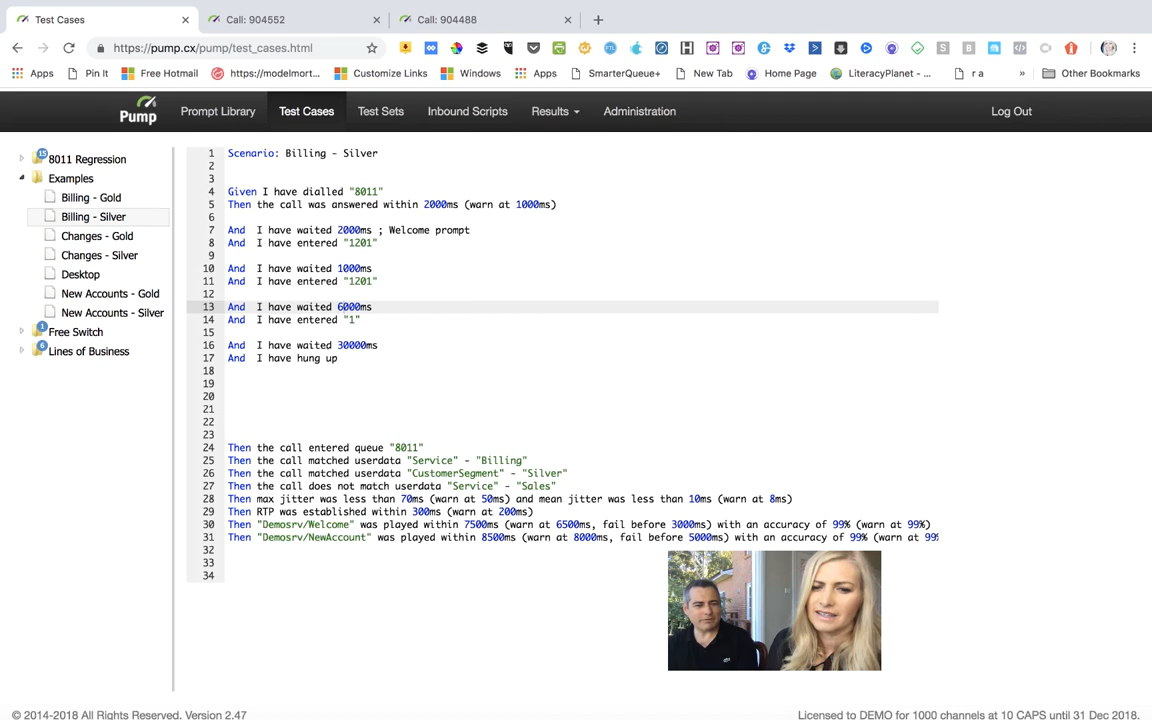 Test Cases
Call: 904552
Call: 904488
https://pump.cx/pump/test_cases.html
Apps
Pin It
Free Hotmail
https://modelmort...
Customize Links
Windows
Apps
SmarterQueue+
New Tab
Home Page
LiteracyPlanet - ...
r a
»
Other Bookmarks
Pump
Prompt Library
Test Cases
Test Sets
Inbound Scripts
Results
Administration
Log Out
15
8011 Regression
Examples
Billing - Gold
Billing - Silver
Changes - Gold
Changes - Silver
Desktop
New Accounts - Gold
New Accounts - Silver
1
Free Switch
6
Lines of Business
1 Scenario: Billing - Silver
2
3
4 Given I have dialled "8011"
5 Then the call was answered within 2000ms (warn at 1000ms)
6
7 And I have waited 2000ms ; Welcome prompt
8 And I have entered "1201"
9
10 And I have waited 1000ms
11 And I have entered "1201"
12
13 And I have waited 6000ms
14 And I have entered "1"
15
16 And I have waited 30000ms
17 And I have hung up
18
19
20
21
22
23
24 Then the call entered queue "8011"
25 Then the call matched userdata "Service" - "Billing"
26 Then the call matched userdata "CustomerSegment" - "Silver"
27 Then the call does not match userdata "Service" - "Sales"
28 Then max jitter was less than 70ms (warn at 50ms) and mean jitter was less than 10ms (warn at 8ms)
29 Then RTP was established within 300ms (warn at 200ms)
30 Then "Demosrv/Welcome" was played within 7500ms (warn at 6500ms, fail before 3000ms) with an accuracy of 99% (warn at 99%)
31 Then "Demosrv/NewAccount" was played within 8500ms (warn at 8000ms, fail before 5000ms) with an accuracy of 99% (warn at 99%
32
33
34
© 2014-2018 All Rights Reserved. Version 2.47
Licensed to DEMO for 1000 channels at 10 CAPS until 31 Dec 2018.